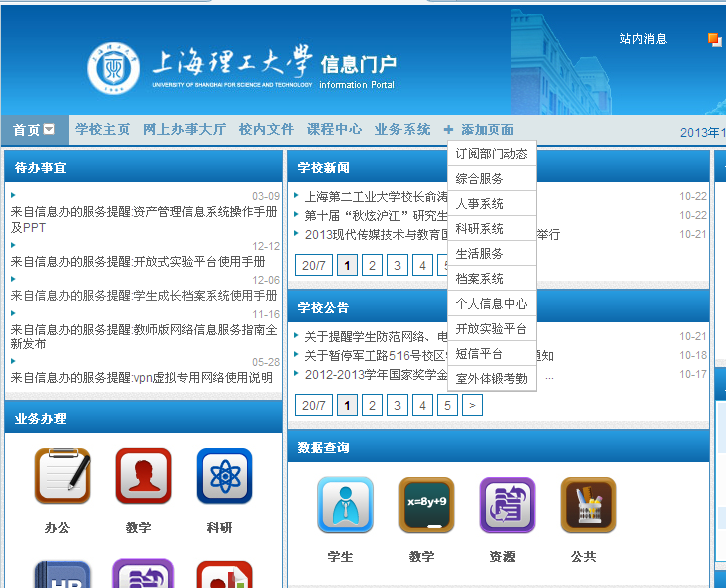 站内消息
上海理工大学 信息门户
UNIVERSITY OF SHANGHAI FOR SCIENCE AND TECHNOLOGY Information Portal
首页 学校主页 网上办事大厅 校内文件 课程中心 业务系统 添加页面
2013年1
订阅部门动态
综合服务
人事系统
科研系统
生活服务
档案系统
个人信息中心
开放实验平台
短信平台
室外体锻考勤
待办事宜
03-09
来自信息办的服务提醒:资产管理信息系统操作手册
及PPT
12-12
来自信息办的服务提醒:开放式实验平台使用手册
12-06
来自信息办的服务提醒:学生成长档案系统使用手册
11-16
来自信息办的服务提醒:教师版网络信息服务指南全
新发布
05-28
来自信息办的服务提醒:vpn虚拟专用网络使用说明
业务办理
办公 教学 科研
HR
学校新闻
上海第二工业大学校长俞涛 10-22
第十届“秋炫沪江”研究生 10-22
2013现代传媒技术与教育国 举行 10-21
20/7 1 2 3 4 5
学校公告
关于提醒学生防范网络、电 10-21
关于暂停军工路516号校区 通知 10-18
2012-2013学年国家奖学金 ... 10-17
20/7 1 2 3 4 5 >
数据查询
x=8y+9
学生 教学 资源 公共